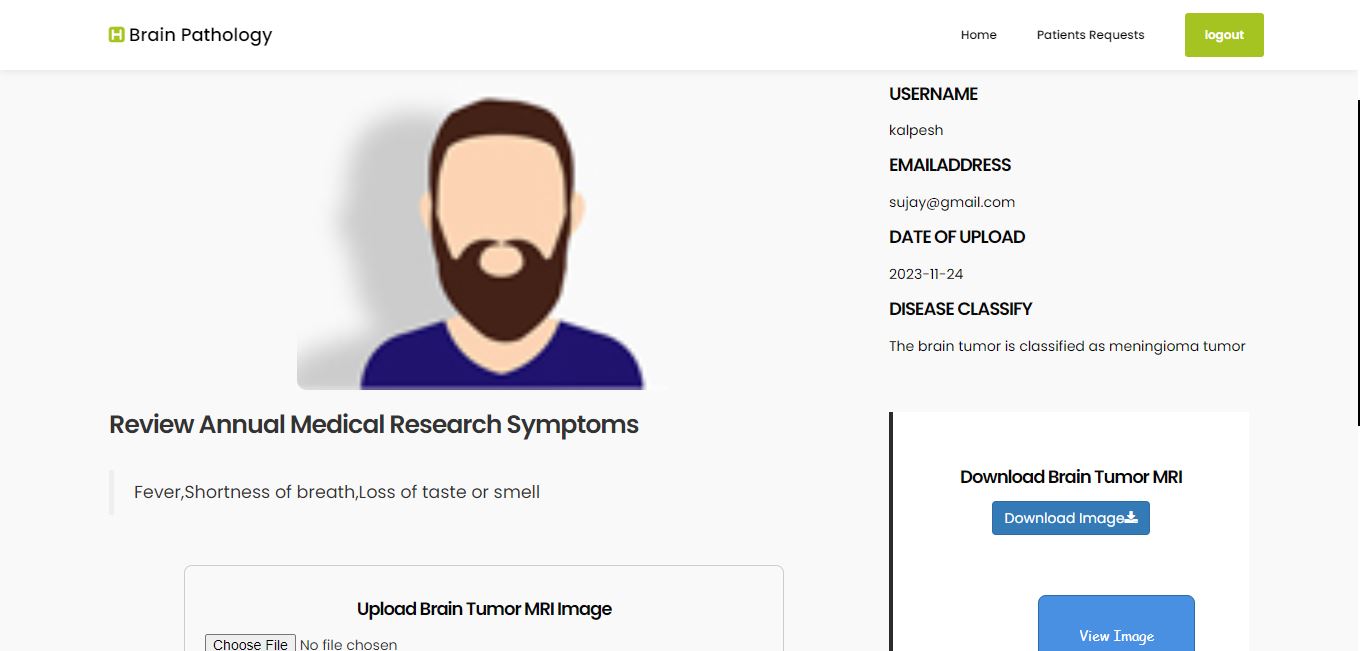 H Brain Pathology
Home
Patients Requests
logout
USERNAME
kalpesh
EMAILADDRESS
sujay@gmail.com
DATE OF UPLOAD
2023-11-24
DISEASE CLASSIFY
The brain tumor is classified as meningioma tumor
Review Annual Medical Research Symptoms
Fever,Shortness of breath,Loss of taste or smell
Upload Brain Tumor MRI Image
Choose File No file chosen
Download Brain Tumor MRI
Download Image
View Image